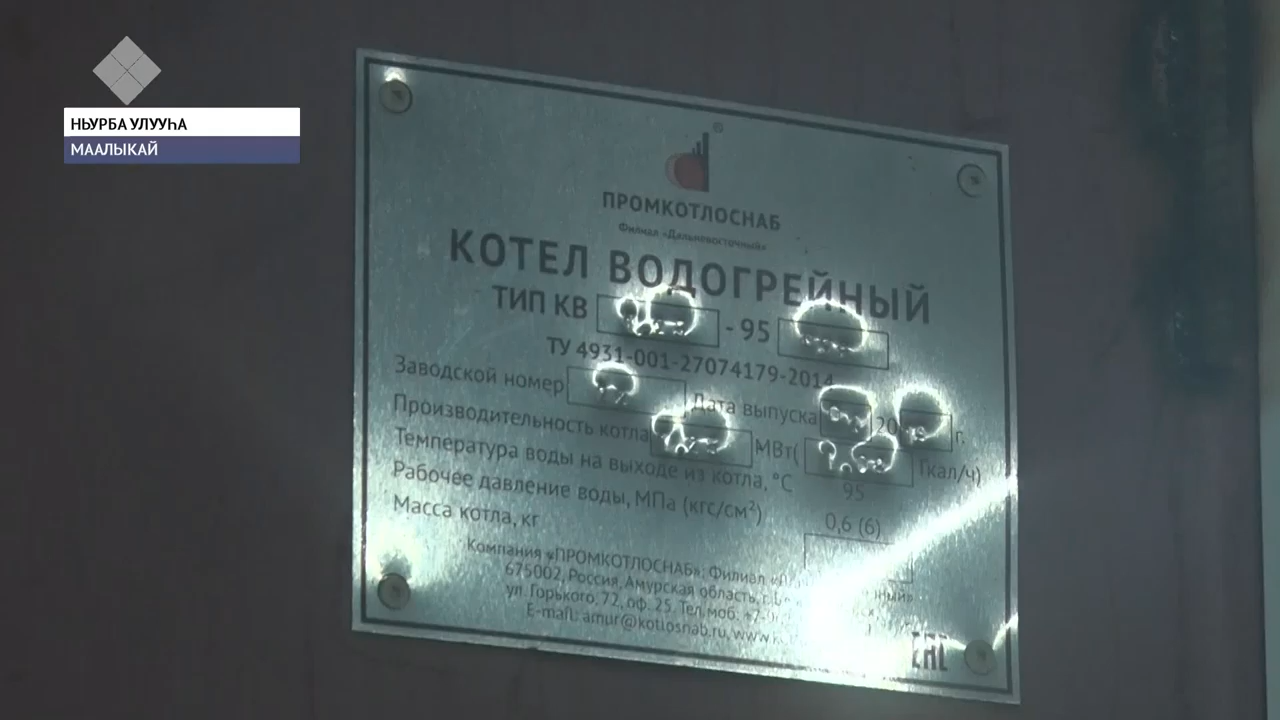 НЬУРБА УЛУУҺА
МААЛЫКАЙ
ПРОМКОТЛОСНАБ
Филиал «Дальневосточный»
КОТЕЛ ВОДОГРЕЙНЫЙ
ТИП КВ - 95
ТУ 4931-001-27074179-2014
Заводской номер Дата выпуска 20 г.
Производительность котла МВт( Гкал/ч)
Температура воды на выходе из котла, °С 95
Рабочее давление воды, МПа (кгс/см²) 0,6 (6)
Масса котла, кг
Компания «ПРОМКОТЛОСНАБ»; Филиал
675002, Россия, Амурская область, г.
ул. Горького, 72, оф. 25. Тел. моб.
E-mail: amur@kotlosnab.ru,
ЕАС